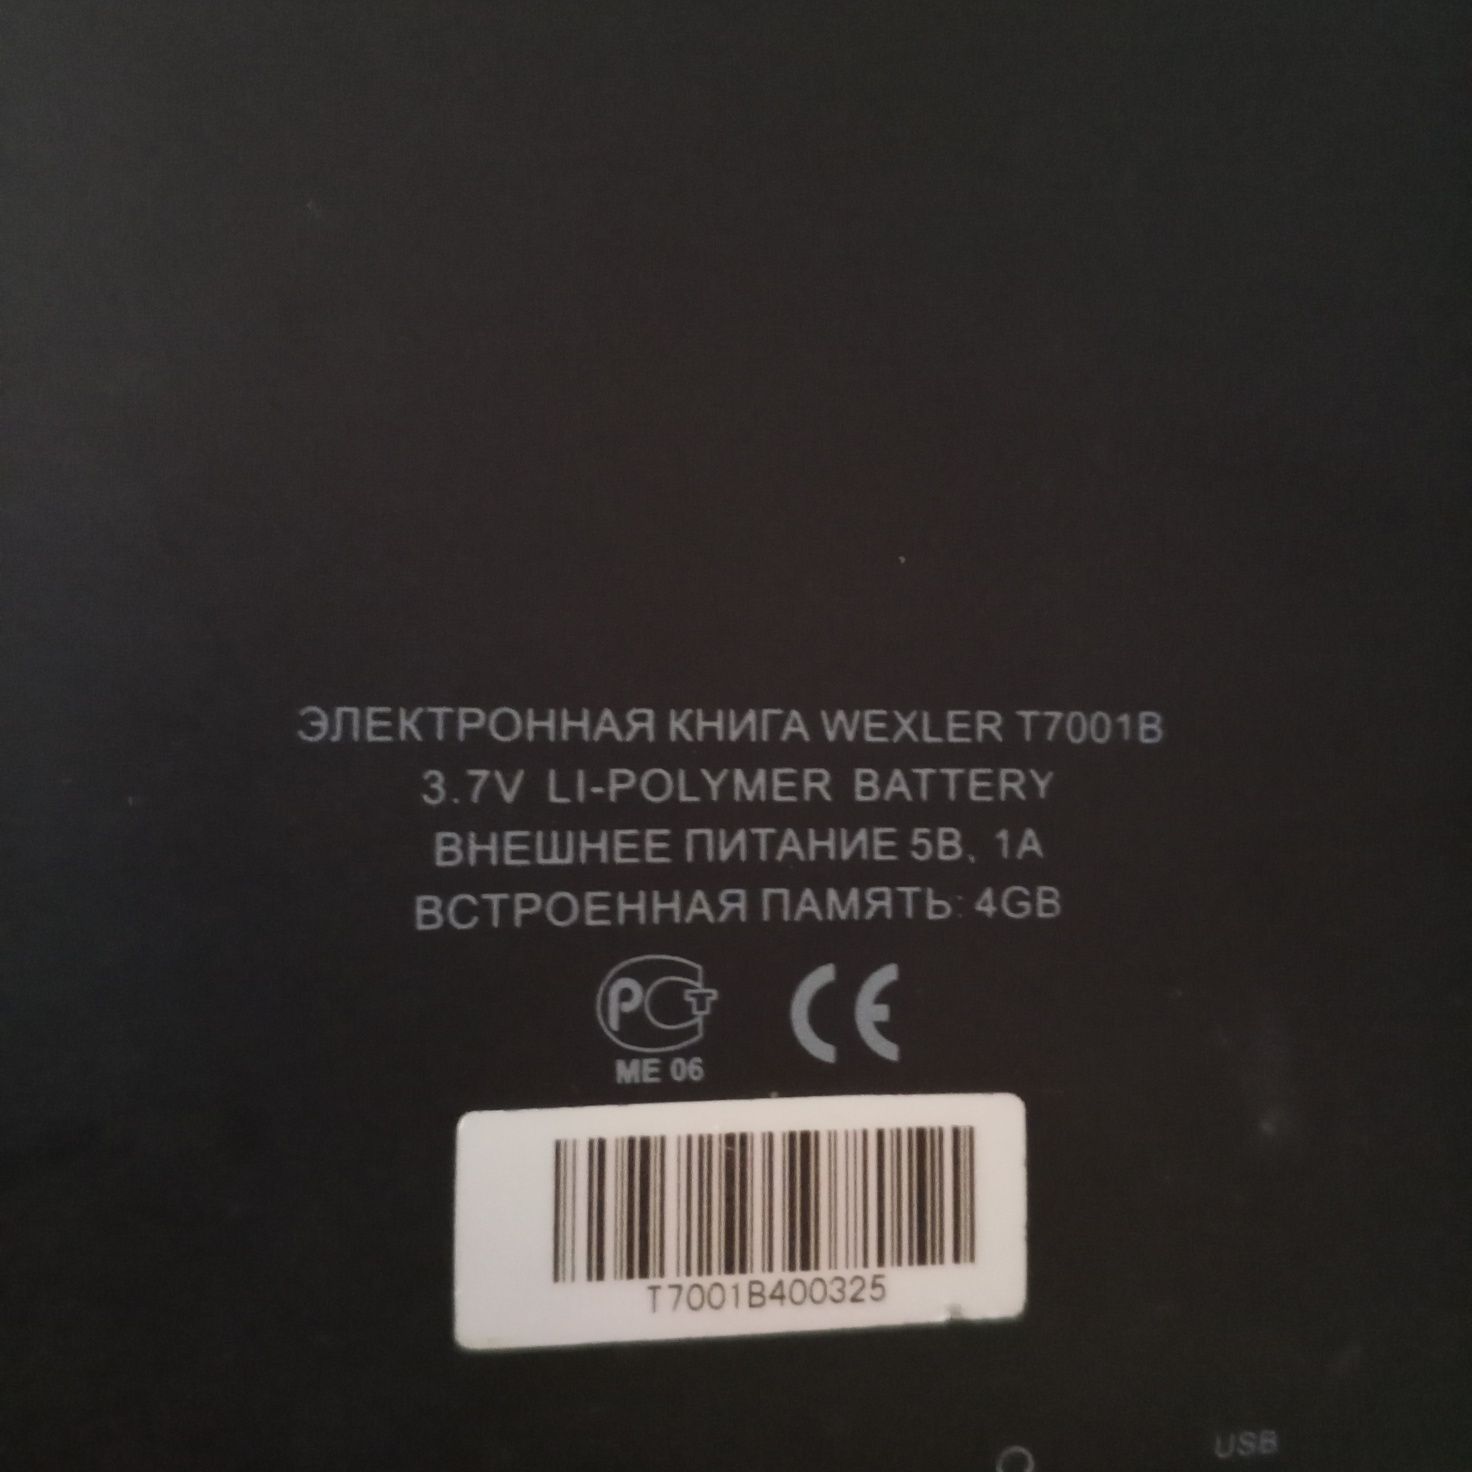 ЭЛЕКТРОННАЯ КНИГА WEXLER T7001B
3.7V LI-POLYMER BATTERY
ВНЕШНЕЕ ПИТАНИЕ 5В, 1А
ВСТРОЕННАЯ ПАМЯТЬ: 4GB
РСТ
CE
ME 06
T7001B400325
USB